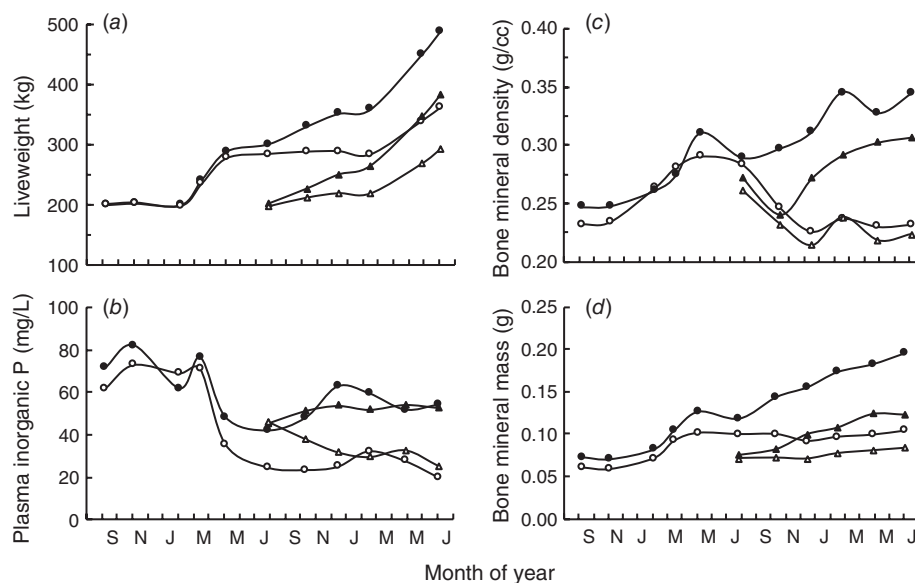 (a)
Liveweight (kg)
500
400
300
200
100
(b)
Plasma inorganic P (mg/L)
100
80
60
40
20
0
S N J M M J S N J M M J
(c)
Bone mineral density (g/cc)
0.40
0.35
0.30
0.25
0.20
(d)
Bone mineral mass (g)
0.25
0.20
0.15
0.10
0.05
0.00
S N J M M J S N J M M J
Month of year